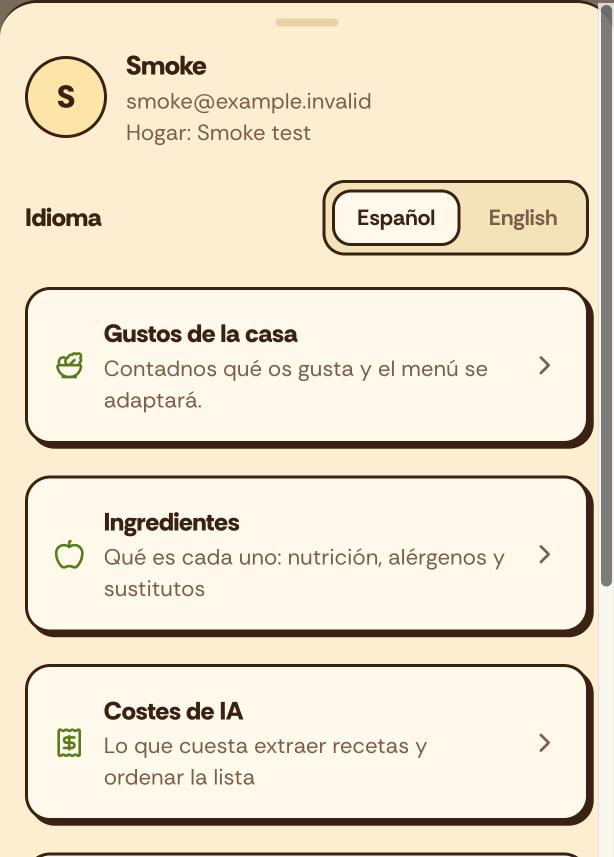 S
Smoke
smoke@example.invalid
Hogar: Smoke test
Idioma
Español
English
Gustos de la casa
Contadnos qué os gusta y el menú se
adaptará.
Ingredientes
Qué es cada uno: nutrición, alérgenos y
sustitutos
Costes de IA
Lo que cuesta extraer recetas y
ordenar la lista